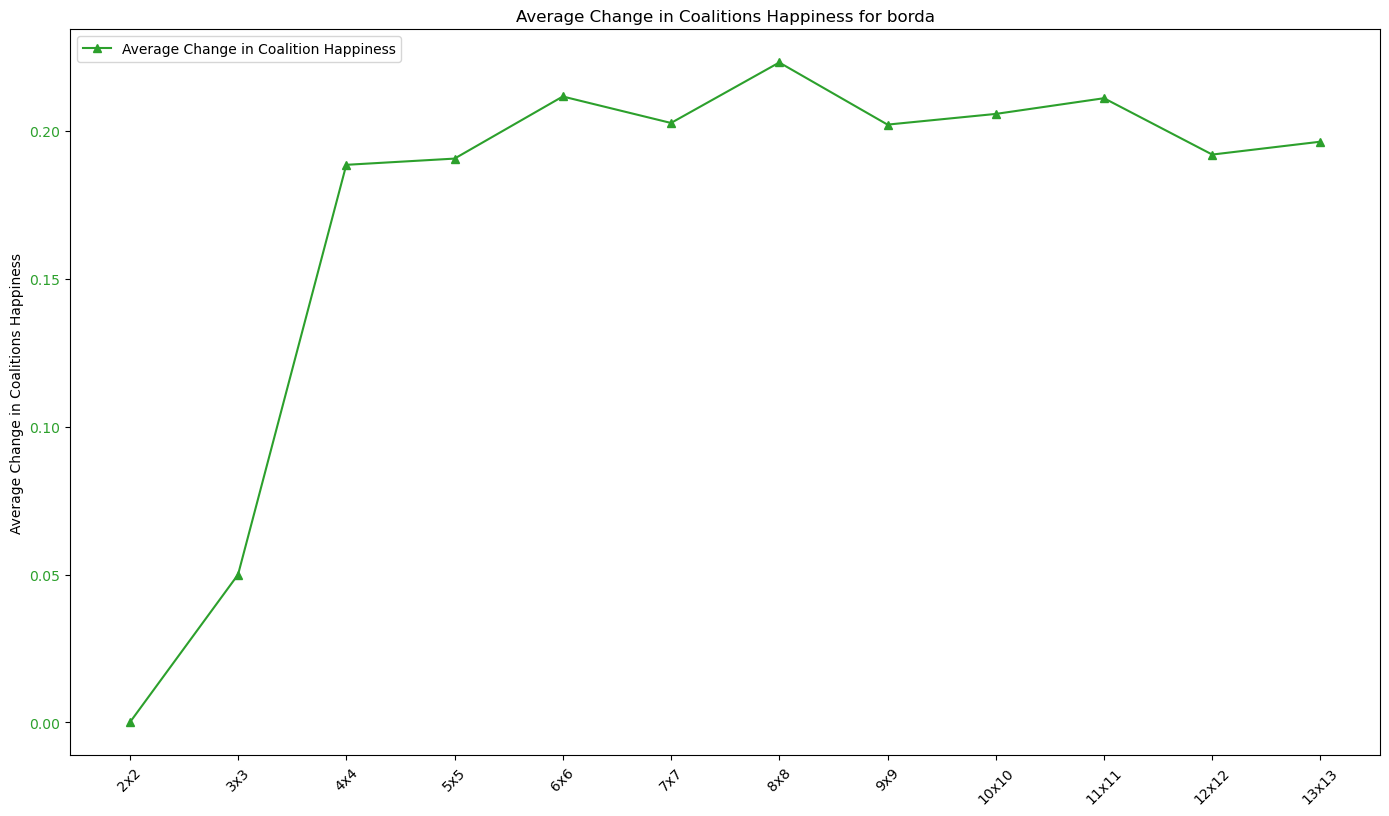 Average Change in Coalitions Happiness for borda
Average Change in Coalition Happiness
Average Change in Coalitions Happiness
0.20
0.15
0.10
0.05
0.00
2x2
3x3
4x4
5x5
6x6
7x7
8x8
9x9
10x10
11x11
12x12
13x13